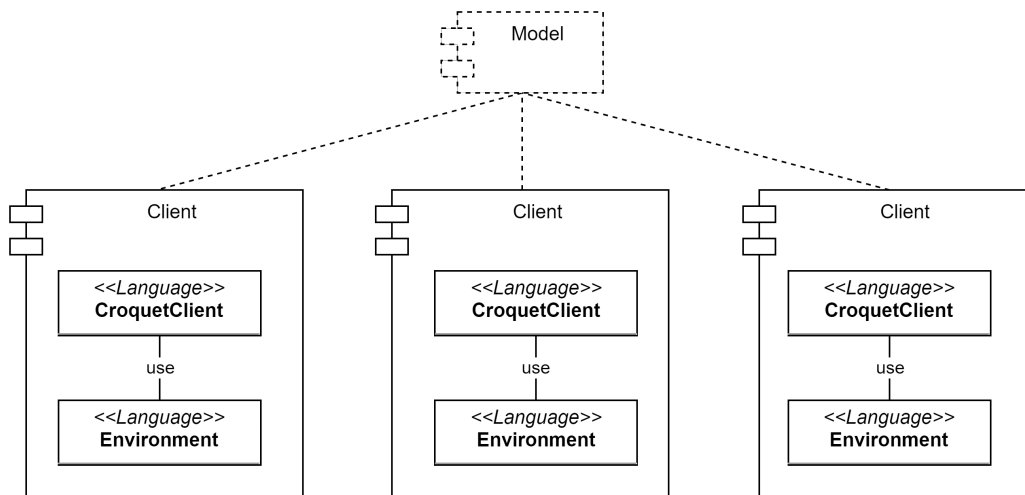 Model
Client
Client
Client
<<Language>>
CroquetClient
<<Language>>
CroquetClient
<<Language>>
CroquetClient
use
use
use
<<Language>>
Environment
<<Language>>
Environment
<<Language>>
Environment